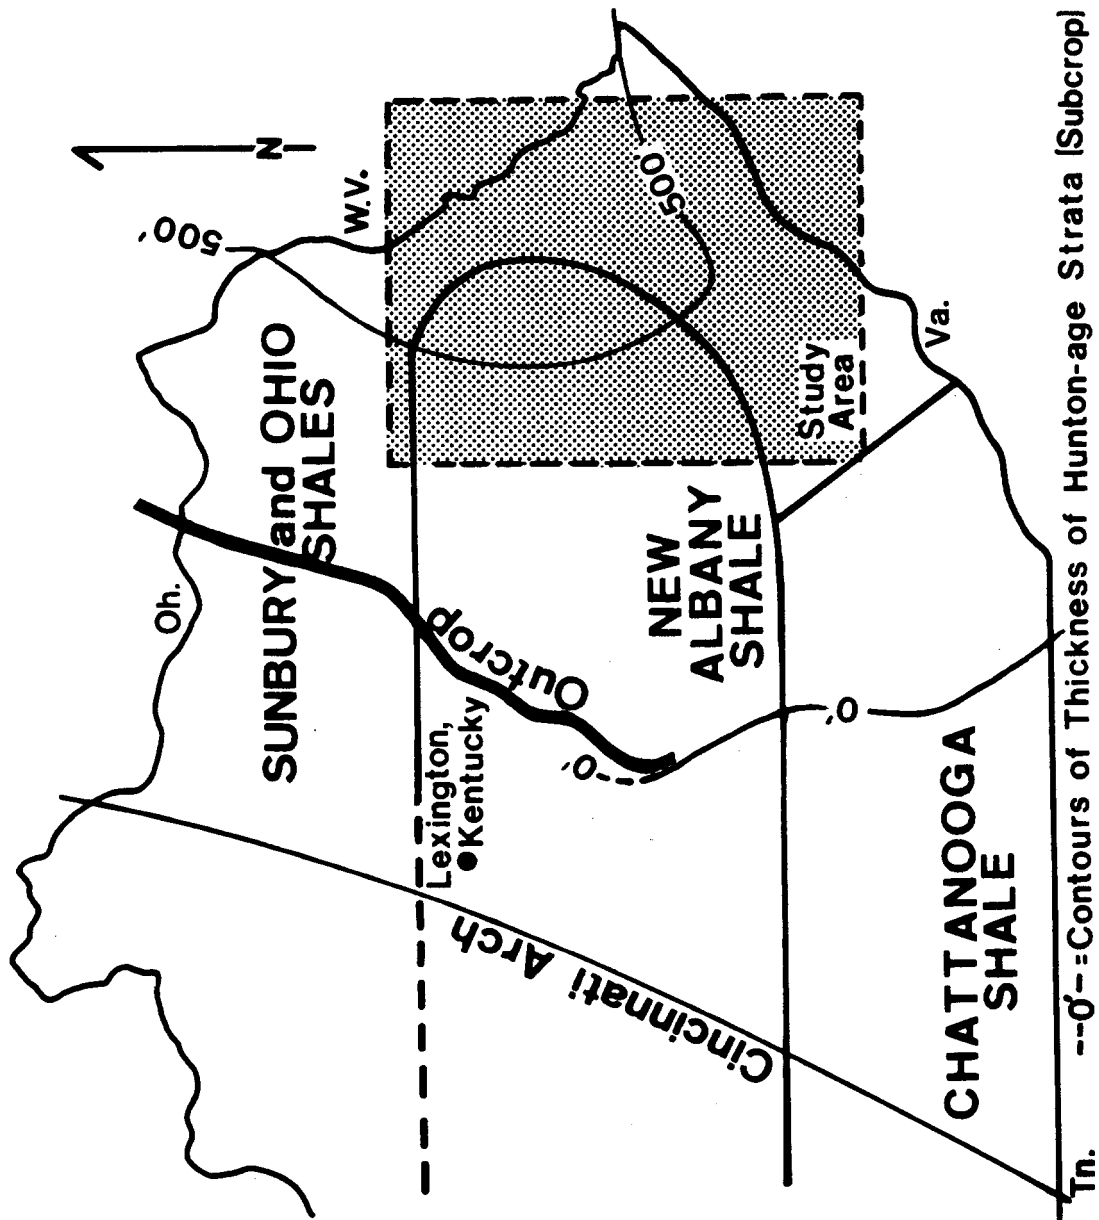 N
Oh.
W.V.
500'
SUNBURY and OHIO
SHALES
Lexington,
Kentucky
Outcrop
500'
Cincinnati Arch
--0'
NEW
ALBANY
SHALE
Study
Area
0'
Va.
CHATTANOOGA
SHALE
Tn.
--0'-=Contours of Thickness of Hunton-age Strata (Subcrop)